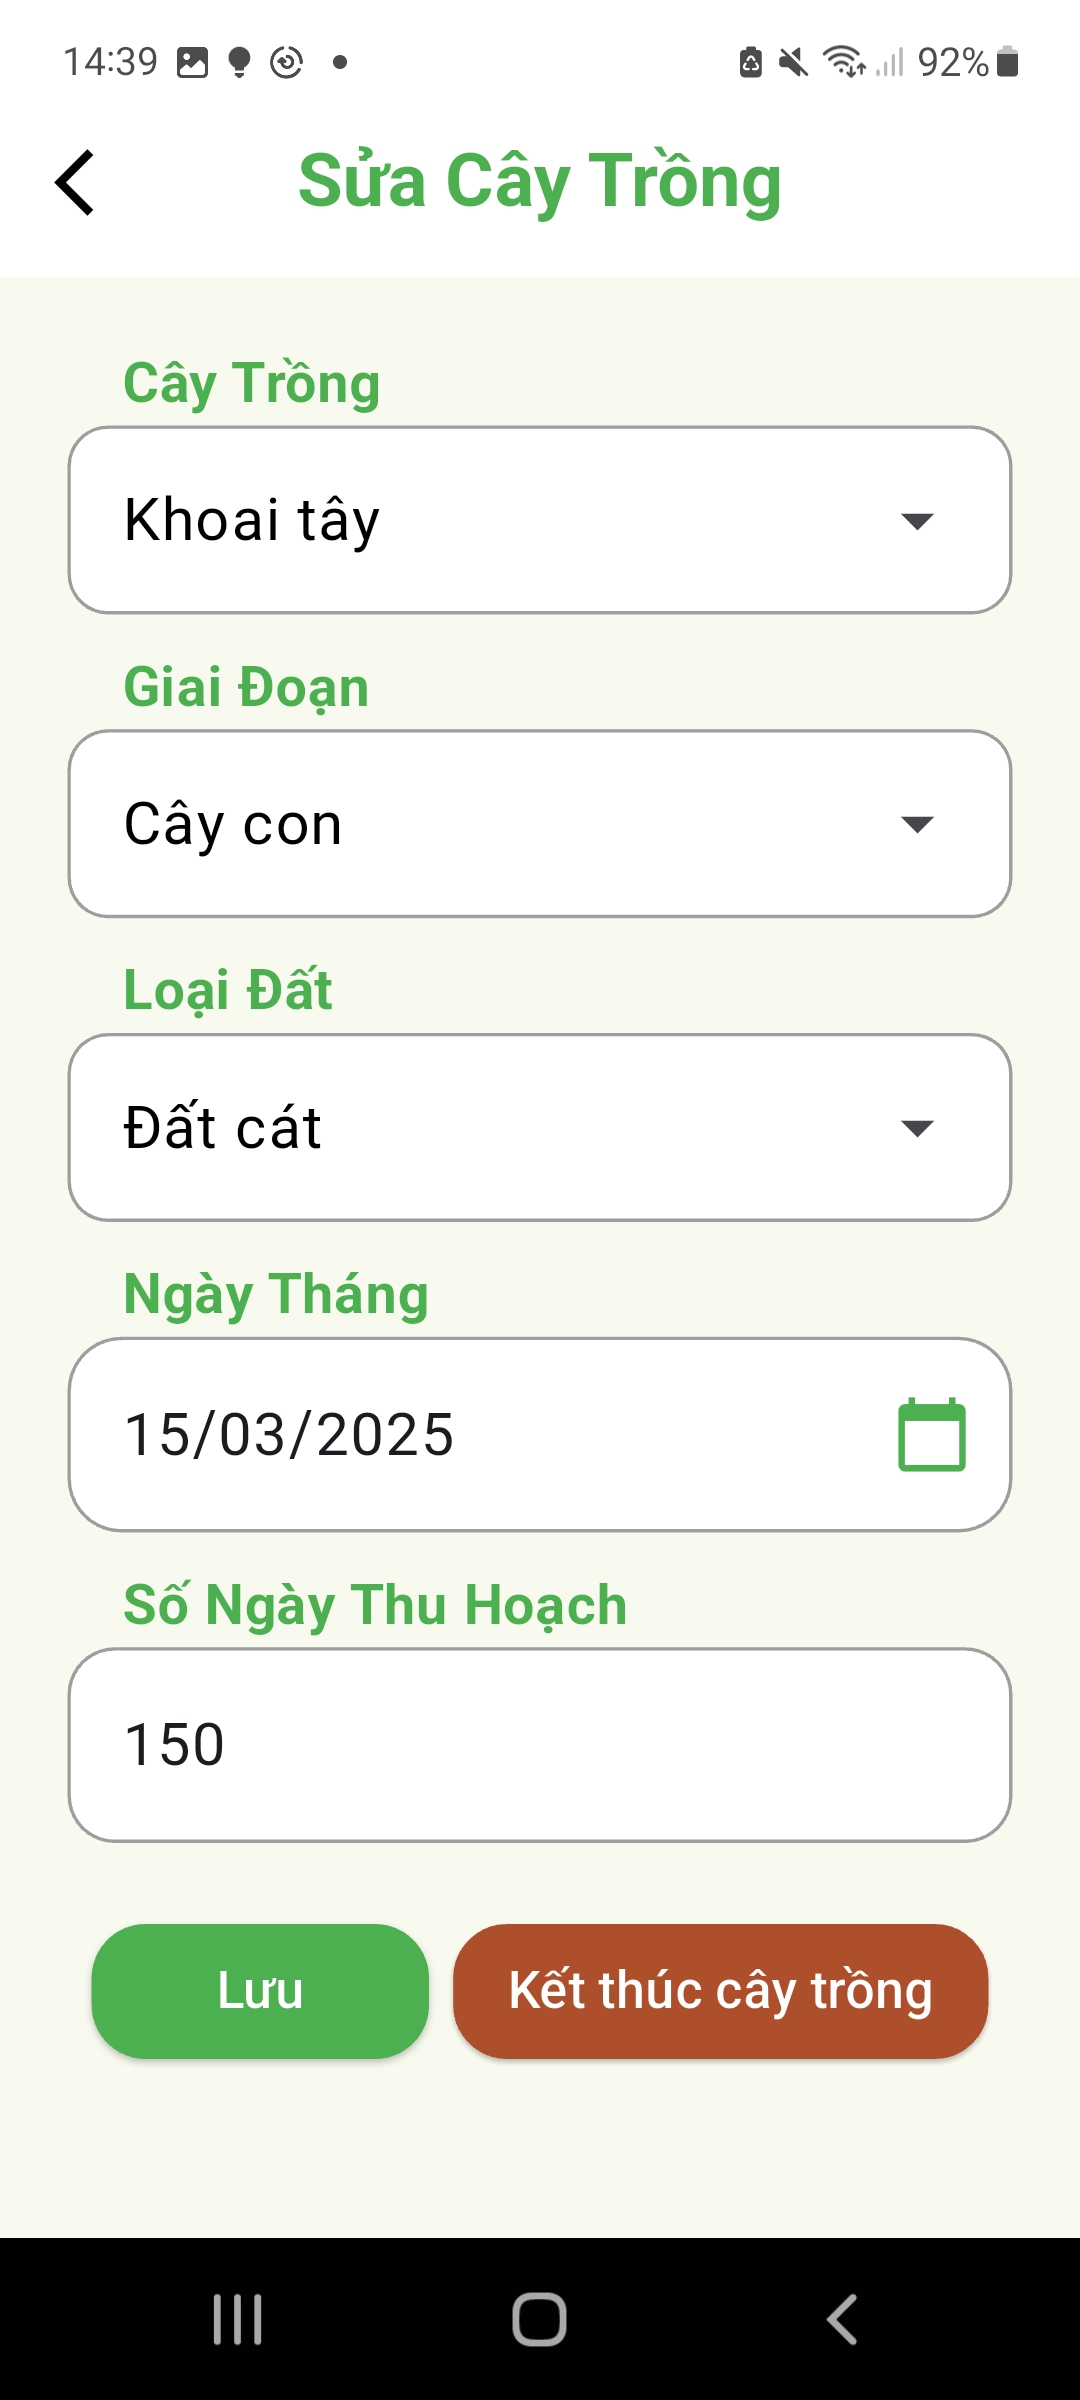 14:39
92%
Sửa Cây Trồng
Cây Trồng
Khoai tây
Giai Đoạn
Cây con
Loại Đất
Đất cát
Ngày Tháng
15/03/2025
Số Ngày Thu Hoạch
150
Lưu
Kết thúc cây trồng